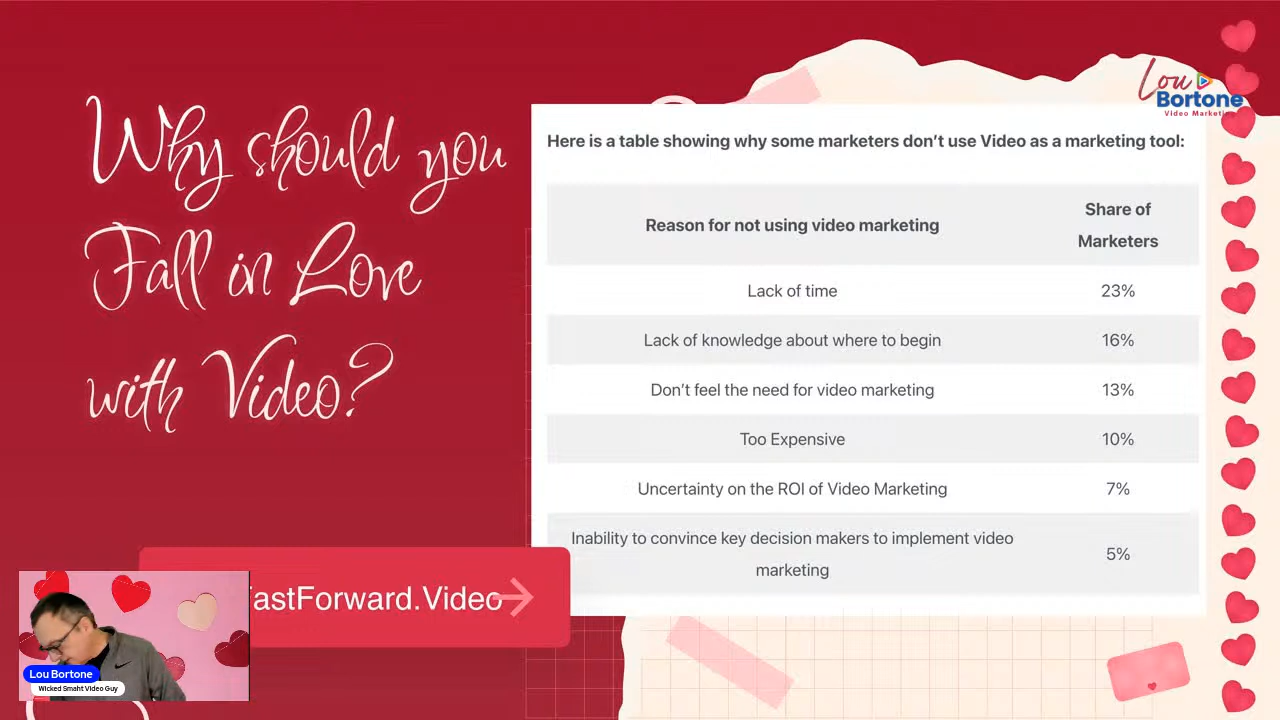 Why should you
Fall in Love
with Video?
Lou
Bortone
Video Marketing
Here is a table showing why some marketers don’t use Video as a marketing tool:
Reason for not using video marketing
Share of
Marketers
Lack of time
23%
Lack of knowledge about where to begin
16%
Don’t feel the need for video marketing
13%
Too Expensive
10%
Uncertainty on the ROI of Video Marketing
7%
Inability to convince key decision makers to implement video
marketing
5%
astForward.Video
Lou Bortone
Wicked Smaht Video Guy